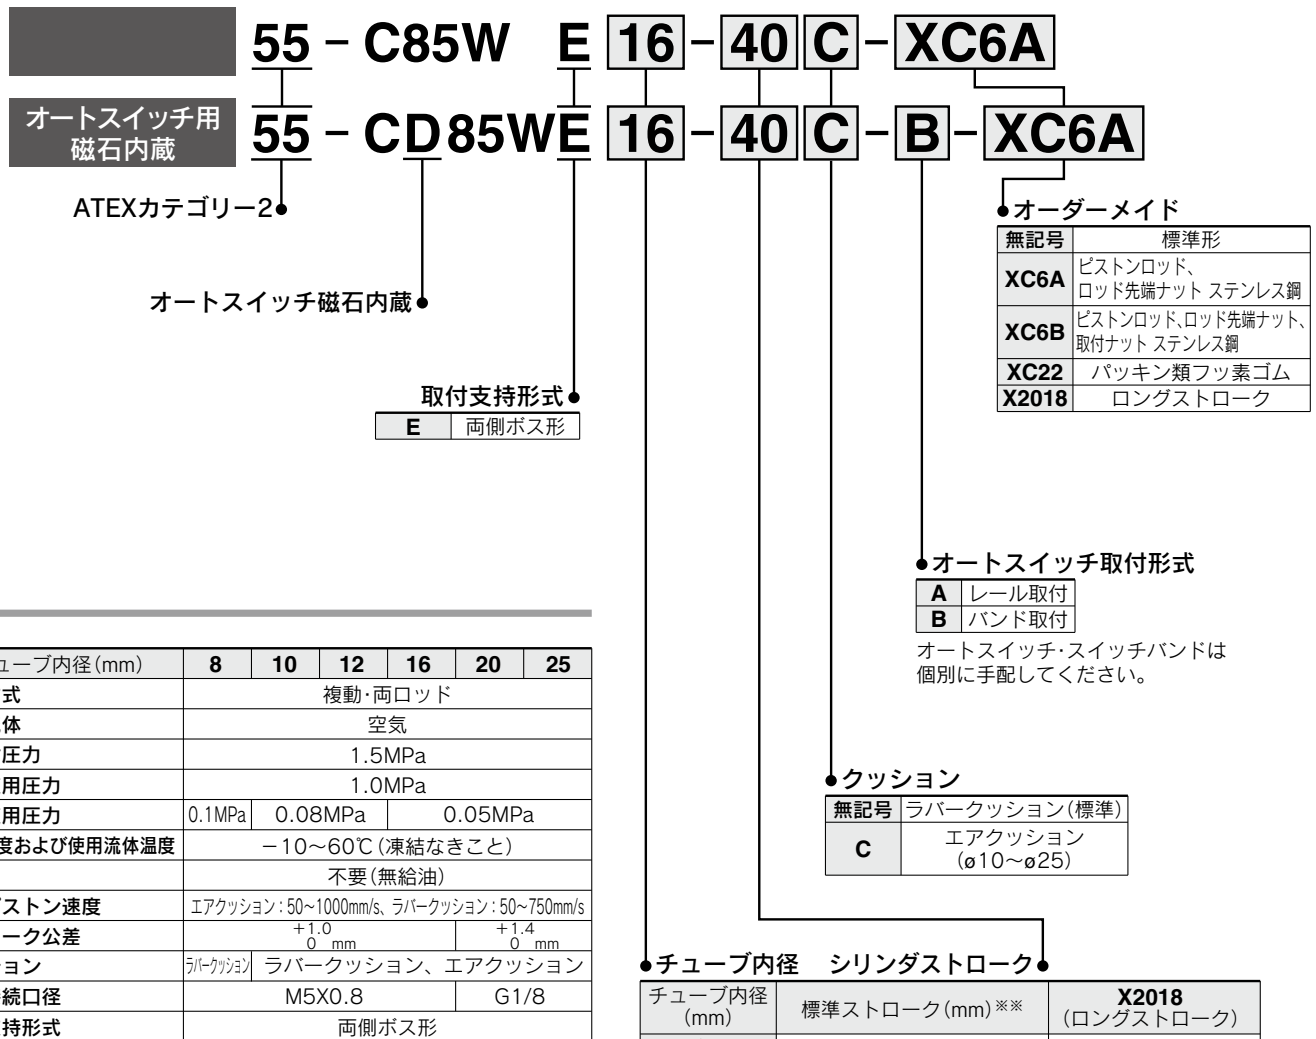 55 – C85W E 16 – 40 C – XC6A
オートスイッチ用
磁石内蔵
55 – CD85WE 16 – 40 C – B – XC6A
ATEXカテゴリー2
オートスイッチ磁石内蔵
取付支持形式
E 両側ボス形
オーダーメイド
無記号 標準形
XC6A ピストンロッド、
ロッド先端ナット ステンレス鋼
XC6B ピストンロッド、ロッド先端ナット、
取付ナット ステンレス鋼
XC22 パッキン類フッ素ゴム
X2018 ロングストローク
オートスイッチ取付形式
A レール取付
B バンド取付
オートスイッチ・スイッチバンドは
個別に手配してください。
クッション
無記号 ラバークッション(標準)
C エアクッション
(ø10~ø25)
ューブ内径(mm) 8 10 12 16 20 25
式 複動・両ロッド
体 空気
圧力 1.5MPa
用圧力 1.0MPa
用圧力 0.1MPa 0.08MPa 0.05MPa
度および使用流体温度 −10~60℃(凍結なきこと)
不要(無給油)
ストン速度 エアクッション：50~1000mm/s、ラバークッション：50~750mm/s
ーク公差 +1.0 0 mm +1.4 0 mm
ョン ラバークッション ラバークッション、エアクッション
続口径 M5X0.8 G1/8
持形式 両側ボス形
チューブ内径 シリンダストローク
チューブ内径
(mm) 標準ストローク(mm)※※ X2018
(ロングストローク)